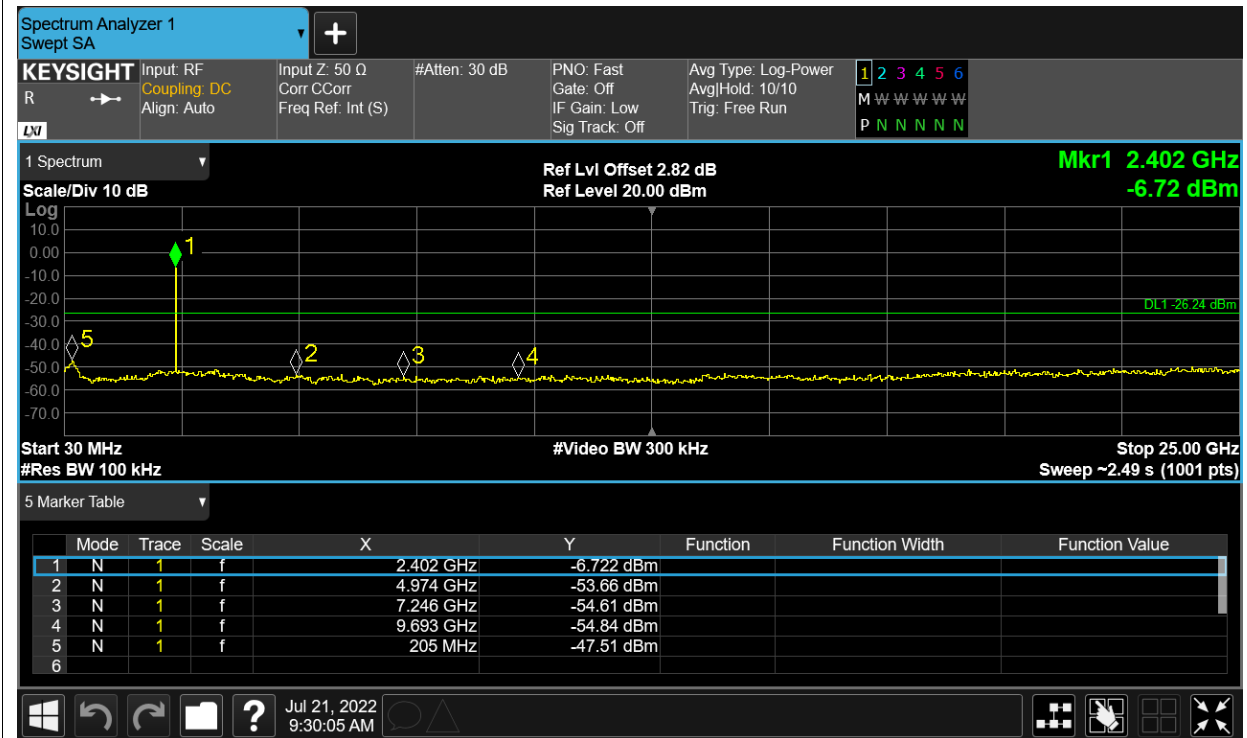 Spectrum Analyzer 1
Swept SA
+
KEYSIGHT
R
LXI
Input: RF
Coupling: DC
Align: Auto
Input Z: 50 Ω
Corr CCorr
Freq Ref: Int (S)
#Atten: 30 dB
PNO: Fast
Gate: Off
IF Gain: Low
Sig Track: Off
Avg Type: Log-Power
Avg|Hold: 10/10
Trig: Free Run
1 2 3 4 5 6
M W W W W W
P N N N N N
1 Spectrum
Scale/Div 10 dB
Ref Lvl Offset 2.82 dB
Ref Level 20.00 dBm
Mkr1 2.402 GHz
-6.72 dBm
Log
10.0
0.00
-10.0
-20.0
-30.0
-40.0
-50.0
-60.0
-70.0
1
DL1 -26.24 dBm
5
2
3
4
Start 30 MHz
#Video BW 300 kHz
Stop 25.00 GHz
#Res BW 100 kHz
Sweep ~2.49 s (1001 pts)
5 Marker Table
Mode Trace Scale X Y Function Function Width Function Value
1 N 1 f 2.402 GHz -6.722 dBm
2 N 1 f 4.974 GHz -53.66 dBm
3 N 1 f 7.246 GHz -54.61 dBm
4 N 1 f 9.693 GHz -54.84 dBm
5 N 1 f 205 MHz -47.51 dBm
6
?
Jul 21, 2022
9:30:05 AM